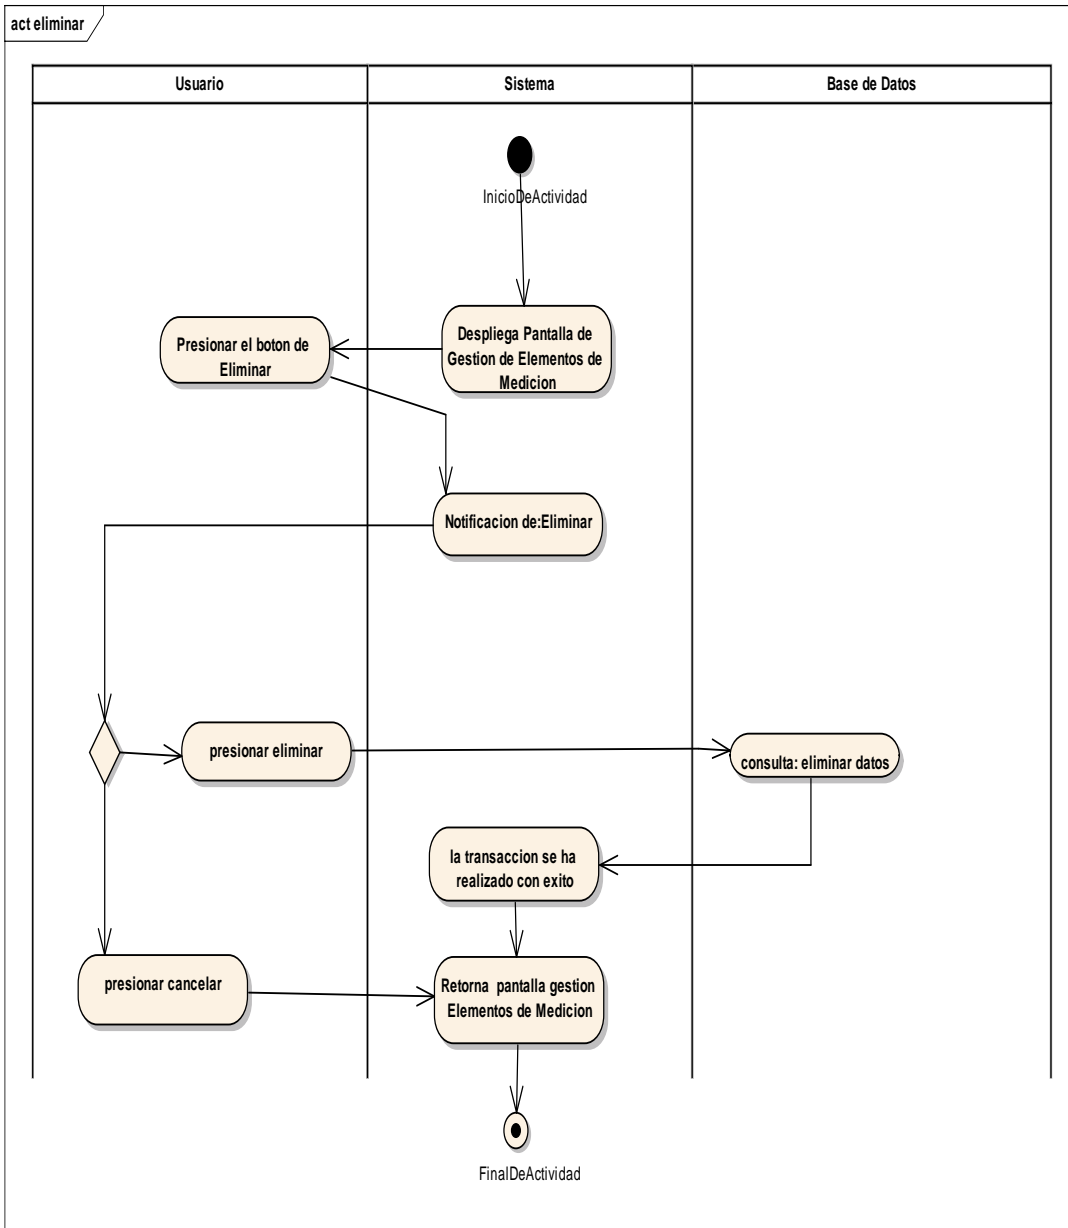 act eliminar
Usuario
Sistema
Base de Datos
InicioDeActividad
Despliega Pantalla de
Gestion de Elementos de
Medicion
Presionar el boton de
Eliminar
Notificacion de:Eliminar
presionar eliminar
consulta: eliminar datos
la transaccion se ha
realizado con exito
presionar cancelar
Retorna pantalla gestion
Elementos de Medicion
FinalDeActividad